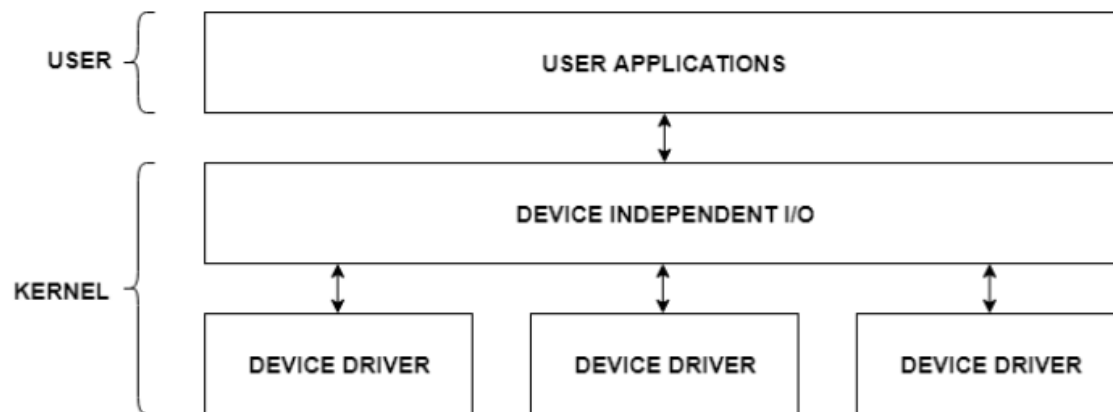 USER
USER APPLICATIONS
DEVICE INDEPENDENT I/O
KERNEL
DEVICE DRIVER
DEVICE DRIVER
DEVICE DRIVER